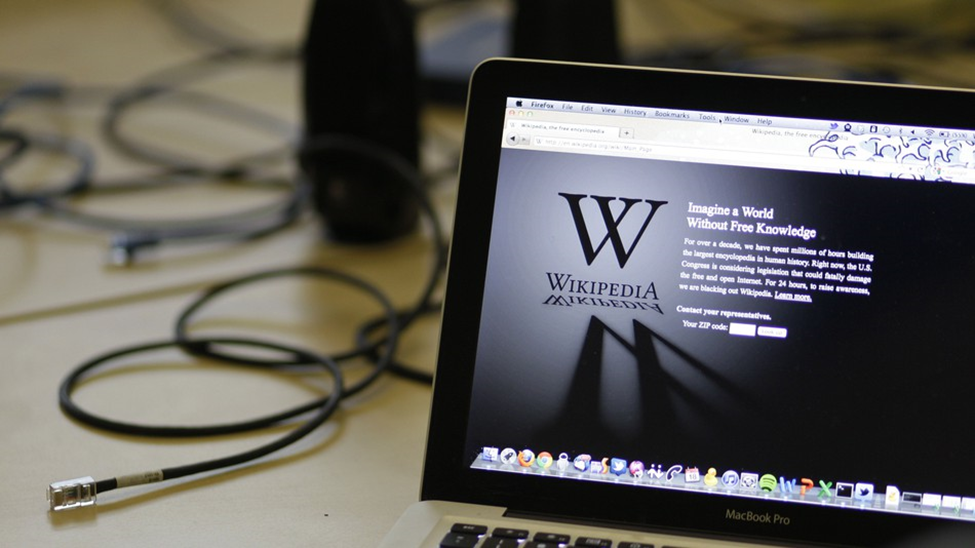 FireFox File Edit View History Bookmarks Tools Window Help
Wikipedia, the free encyclopedia
Wikipedia, the free encyclopedia
W
WIKIPEDIA
Imagine a World
Without Free Knowledge
For over a decade, we have spent millions of hours building
the largest encyclopedia in human history. Right now, the U.S.
Congress is considering legislation that could fatally damage
the free and open Internet. For 24 hours, to raise awareness,
we are blacking out Wikipedia. Learn more.
Contact your representatives.
Your ZIP code:
MacBook Pro